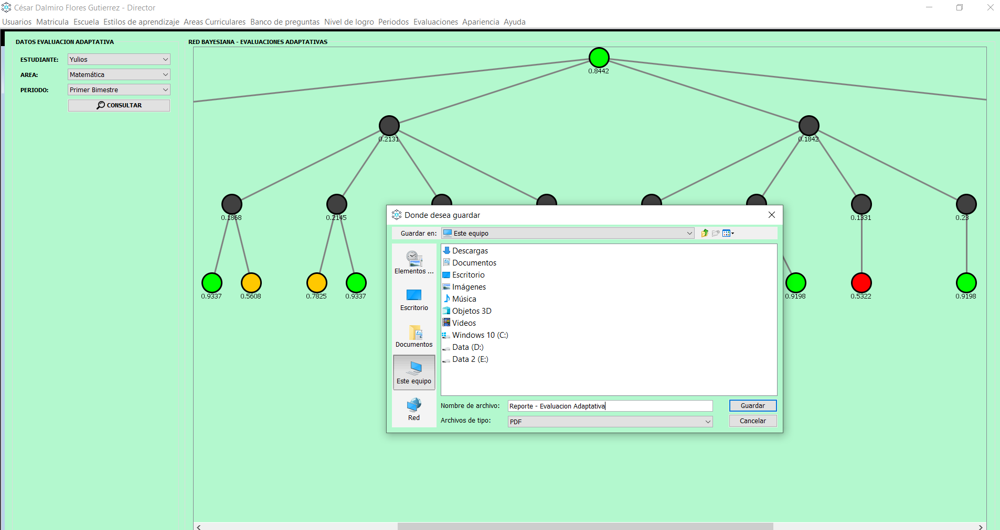 César Dalmiro Flores Gutierrez - Director
Usuarios Matricula Escuela Estilos de aprendizaje Areas Curriculares Banco de preguntas Nivel de logro Periodos Evaluaciones Apariencia Ayuda
DATOS EVALUACION ADAPTATIVA
ESTUDIANTE: Yulios
AREA: Matemática
PERIODO: Primer Bimestre
CONSULTAR
RED BAYESIANA - EVALUACIONES ADAPTATIVAS
0.8442
0.2131 0.1842
0.1868 0.2145 0.1331 0.23
0.9337 0.5608 0.7825 0.9337 0.9198 0.5322 0.9198
Donde desea guardar
Guardar en: Este equipo
Elementos ...
Escritorio
Documentos
Este equipo
Red
Descargas
Documentos
Escritorio
Imágenes
Música
Objetos 3D
Videos
Windows 10 (C:)
Data (D:)
Data 2 (E:)
Nombre de archivo: Reporte - Evaluacion Adaptativa Guardar
Archivos de tipo: PDF Cancelar